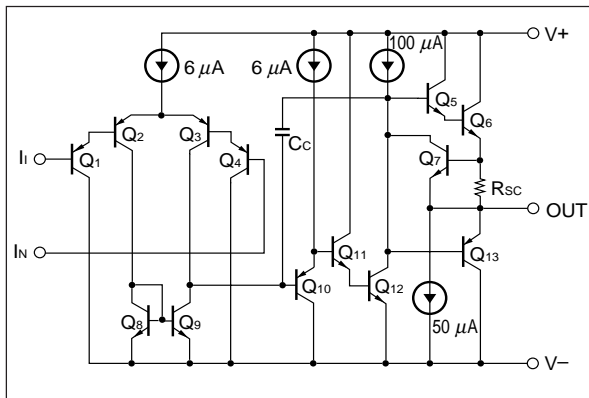 V+
6 μA
6 μA
100 μA
Q5
Q6
Q2
Q3
CC
Q7
II
Q1
Q4
RSC
OUT
IN
Q11
Q13
Q10
Q12
Q8
Q9
50 μA
V−